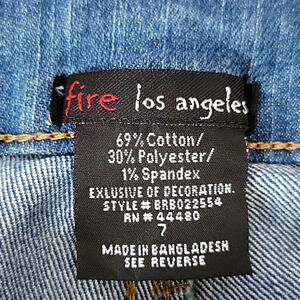 fire los angeles
69% Cotton/
30% Polyester/
1% Spandex
EXCLUSIVE OF DECORATION.
STYLE # BRB022554
RN # 44480
7
MADE IN BANGLADESH
SEE REVERSE